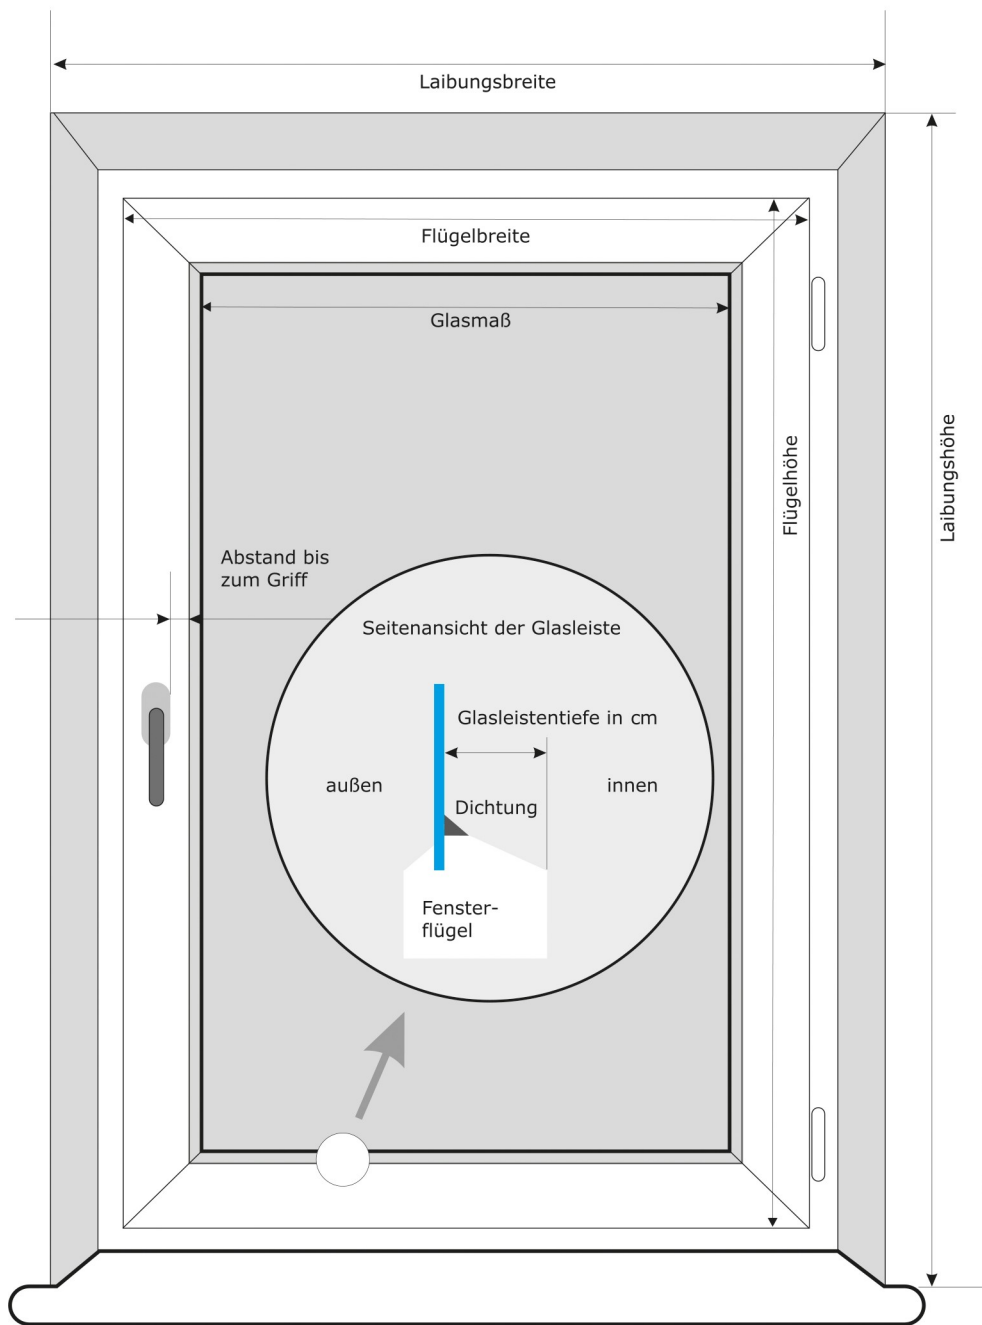 Laibungsbreite
Flügelbreite
Glasmaß
Flügelhöhe
Laibungshöhe
Abstand bis
zum Griff
Seitenansicht der Glasleiste
Glasleistentiefe in cm
außen
innen
Dichtung
Fenster-
flügel